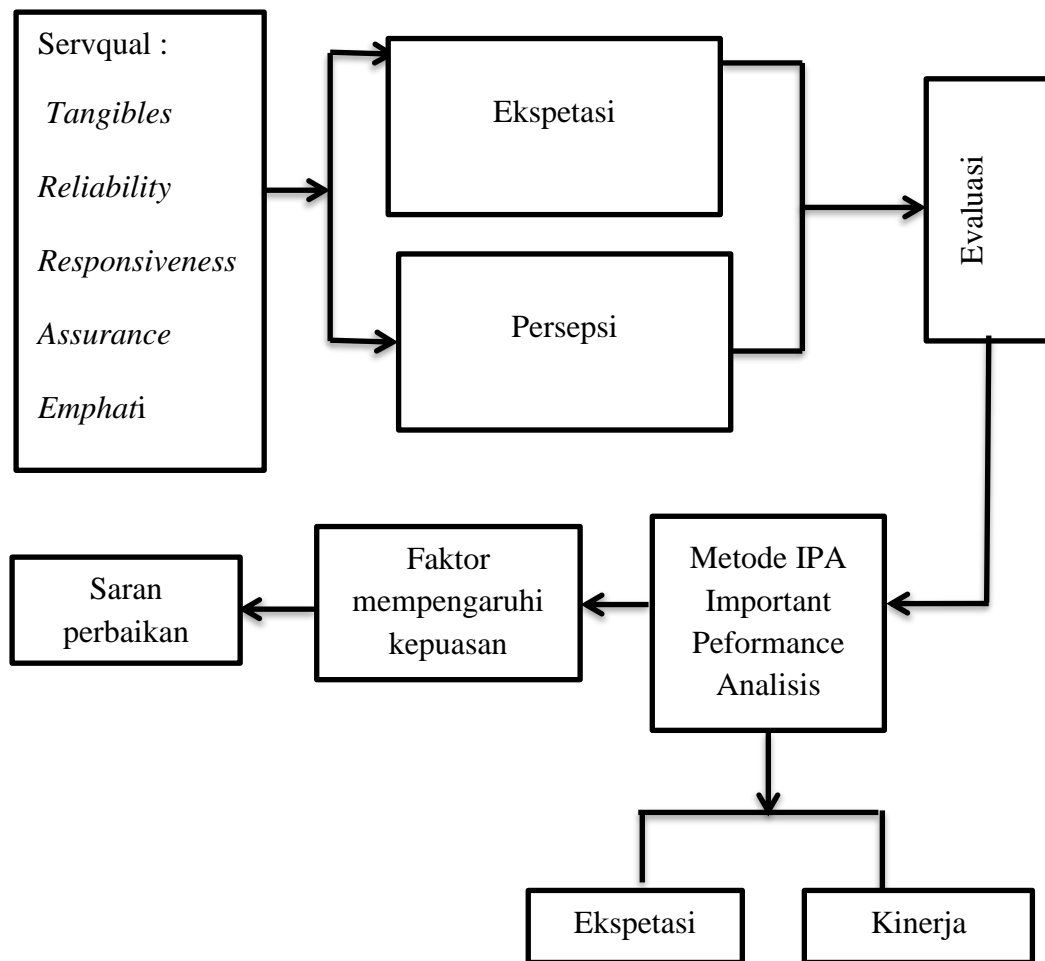 Servqual :
Tangibles
Reliability
Responsiveness
Assurance
Emphati
Ekspetasi
Persepsi
Evaluasi
Metode IPA
Important
Peformance
Analisis
Faktor
mempengaruhi
kepuasan
Saran
perbaikan
Ekspetasi
Kinerja